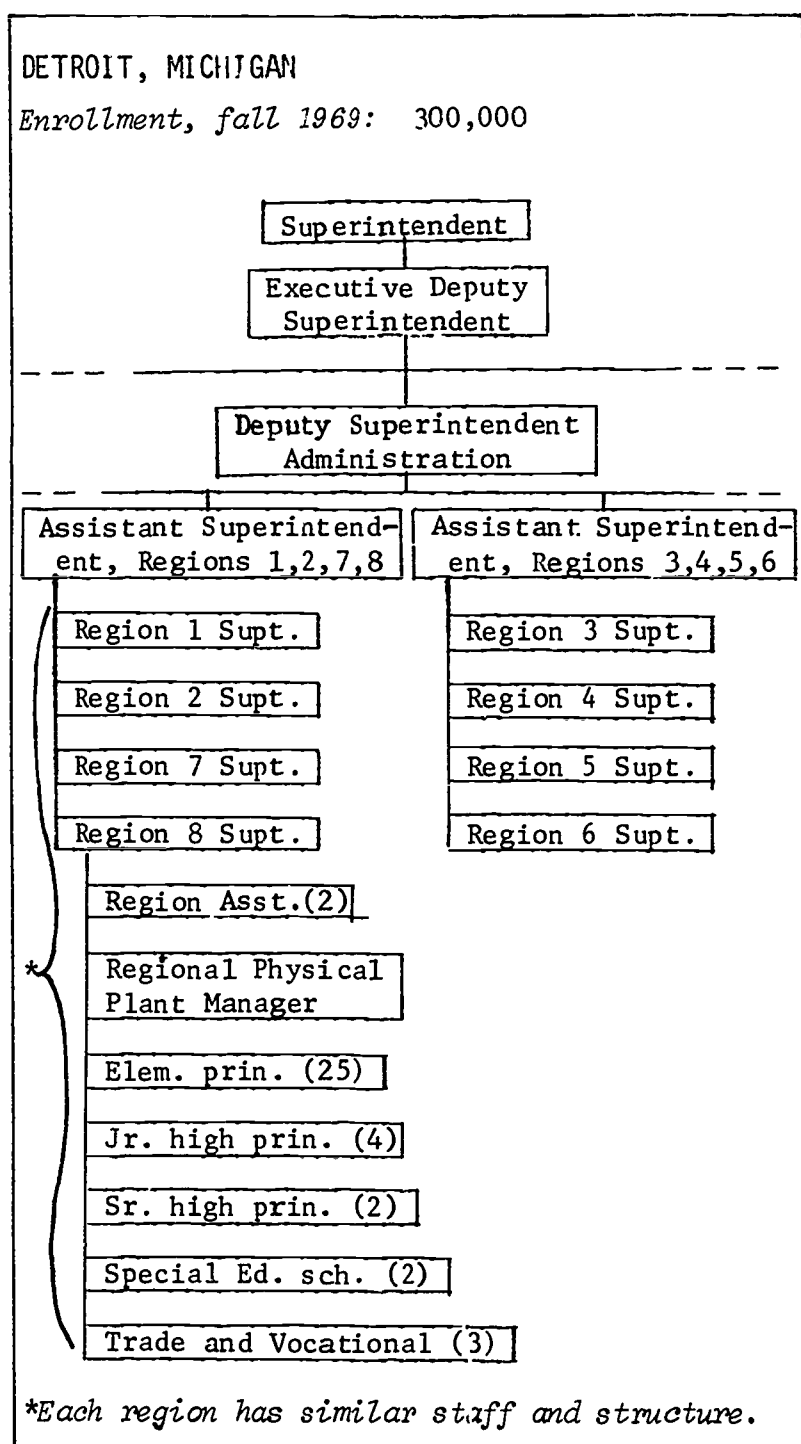 DETROIT, MICHIGAN
Enrollment, fall 1969: 300,000
Superintendent
Executive Deputy
Superintendent
Deputy Superintendent
Administration
Assistant Superintend-
ent, Regions 1,2,7,8
Assistant Superintend-
ent, Regions 3,4,5,6
Region 1 Supt.
Region 3 Supt.
Region 2 Supt.
Region 4 Supt.
Region 7 Supt.
Region 5 Supt.
Region 8 Supt.
Region 6 Supt.
Region Asst.(2)
*
Regional Physical
Plant Manager
Elem. prin. (25)
Jr. high prin. (4)
Sr. high prin. (2)
Special Ed. sch. (2)
Trade and Vocational (3)
*Each region has similar staff and structure.